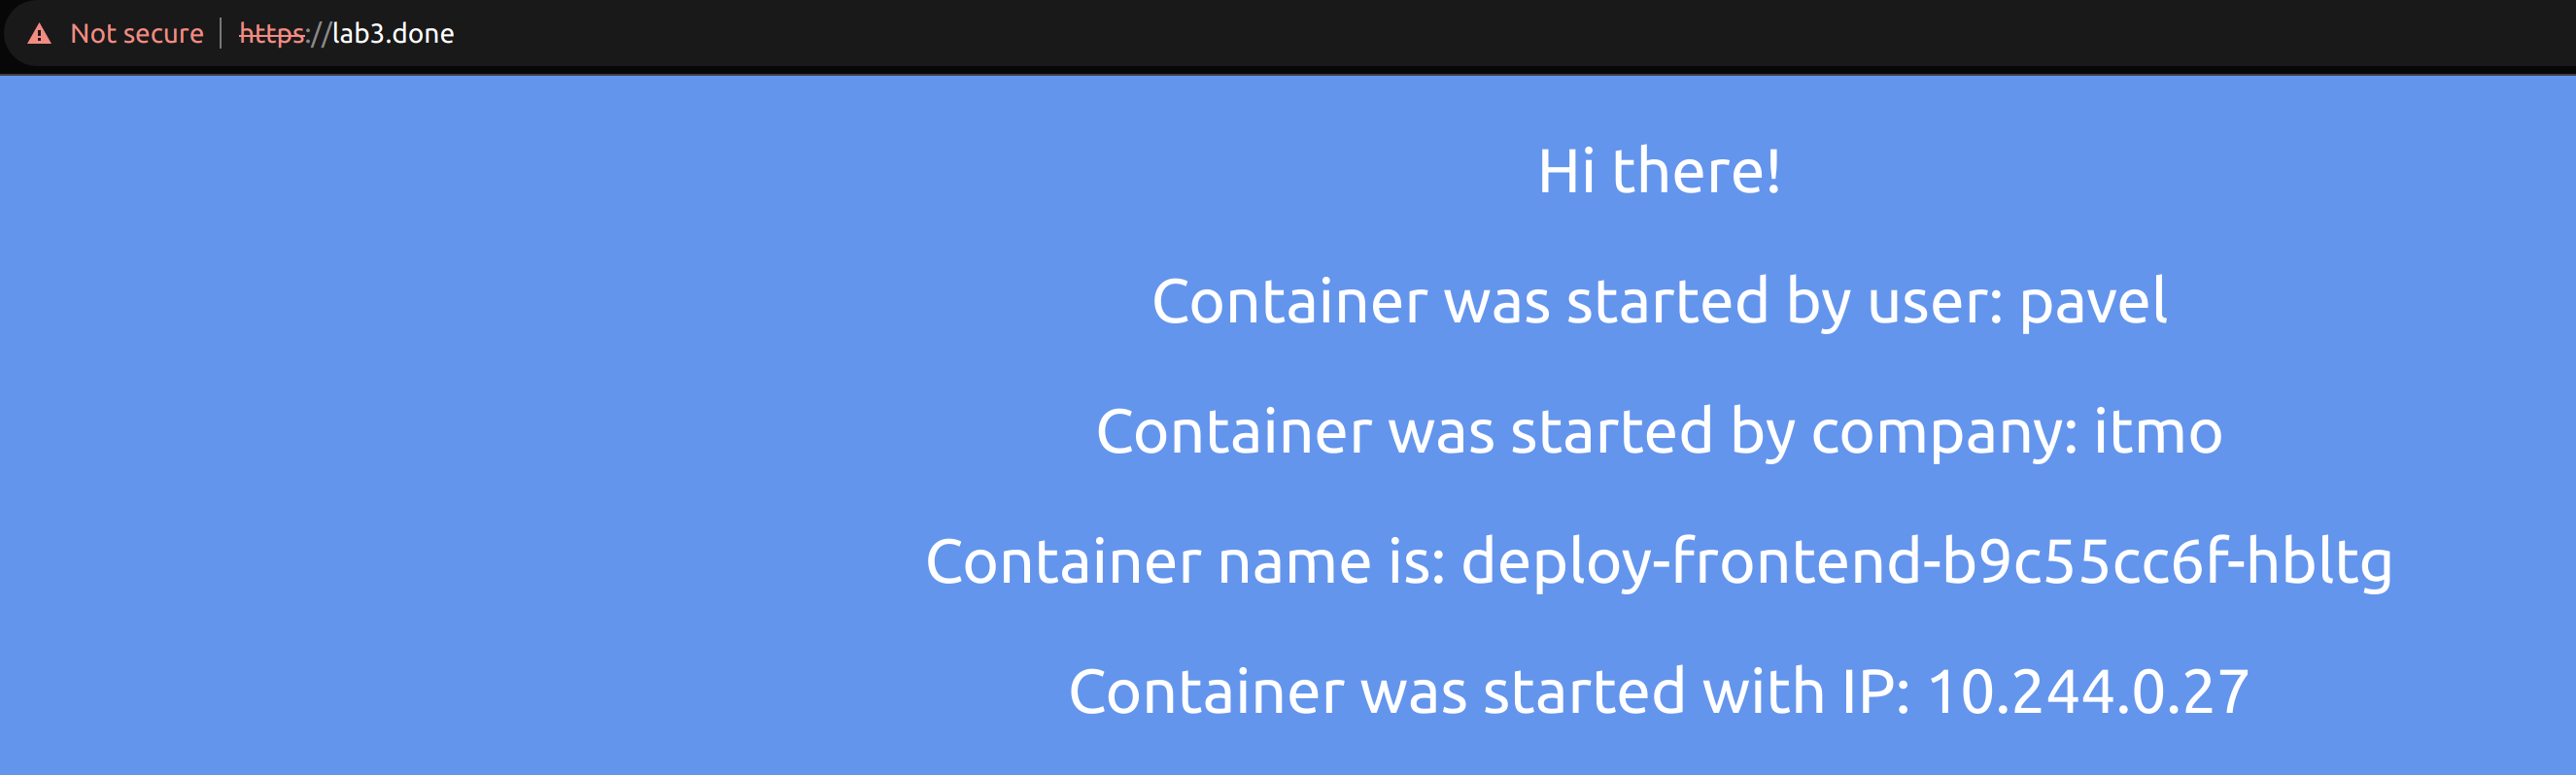 Not secure https://lab3.done
Hi there!
Container was started by user: pavel
Container was started by company: itmo
Container name is: deploy-frontend-b9c55cc6f-hbltg
Container was started with IP: 10.244.0.27